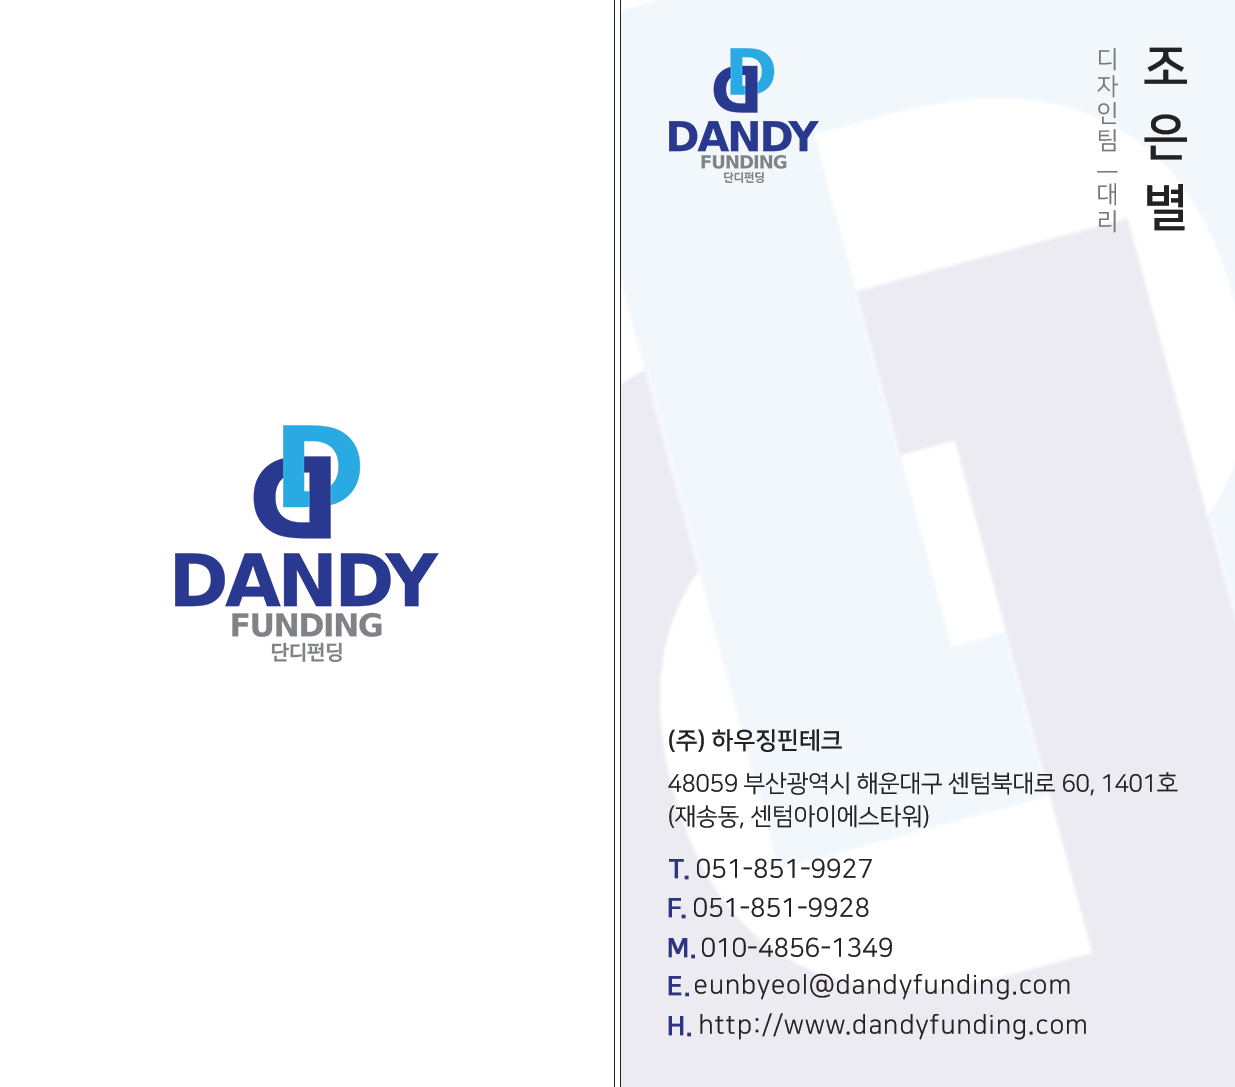 DANDY
FUNDING
단디펀딩
DANDY
FUNDING
단디펀딩
조은별
디자인팀 | 대리
(주) 하우징핀테크
48059 부산광역시 해운대구 센텀북대로 60, 1401호
(재송동, 센텀아이에스타워)
T. 051-851-9927
F. 051-851-9928
M. 010-4856-1349
E. eunbyeol@dandyfunding.com
H. http://www.dandyfunding.com